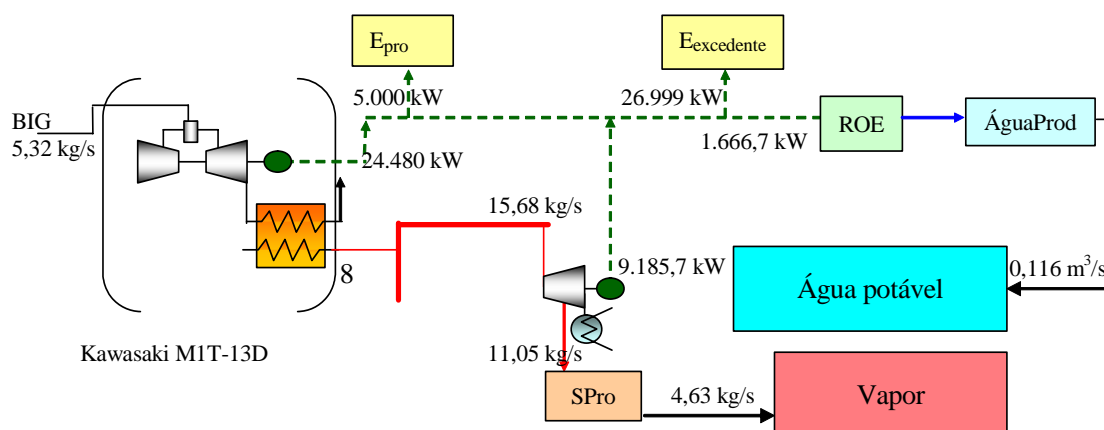 E_pro
E_excedente
5.000 kW
26.999 kW
BIG
5,32 kg/s
ROE
ÁguaProd
1.666,7 kW
24.480 kW
15,68 kg/s
8
9.185,7 kW
0,116 m³/s
Água potável
Kawasaki M1T-13D
11,05 kg/s
SPro
4,63 kg/s
Vapor